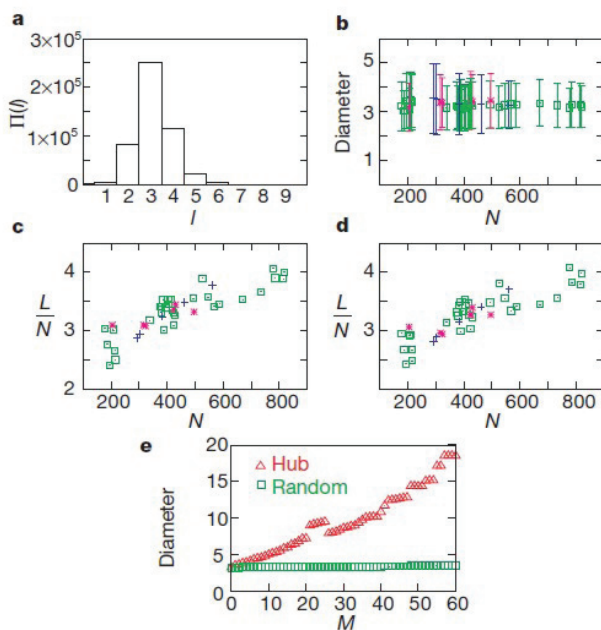 a
3×10⁵
2×10⁵
1×10⁵
0
Π(l)
1 2 3 4 5 6 7 8 9
l
b
5
3
1
Diameter
200 400 600
N
c
4
3
2
L
N
200 400 600 800
N
d
4
3
L
N
200 400 600 800
N
e
20
15
10
5
0
Diameter
Hub
Random
0 10 20 30 40 50 60
M